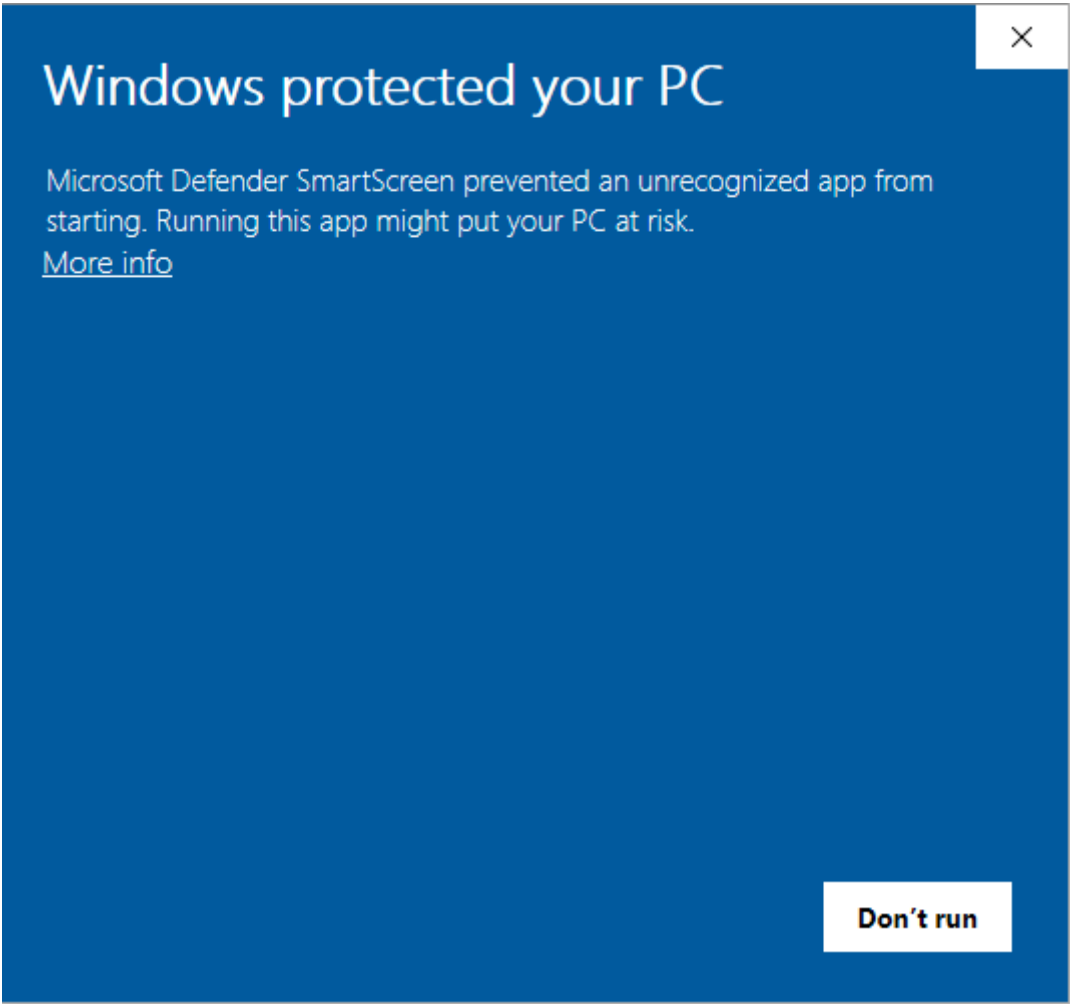 Windows protected your PC
Microsoft Defender SmartScreen prevented an unrecognized app from
starting. Running this app might put your PC at risk.
More info
Don’t run